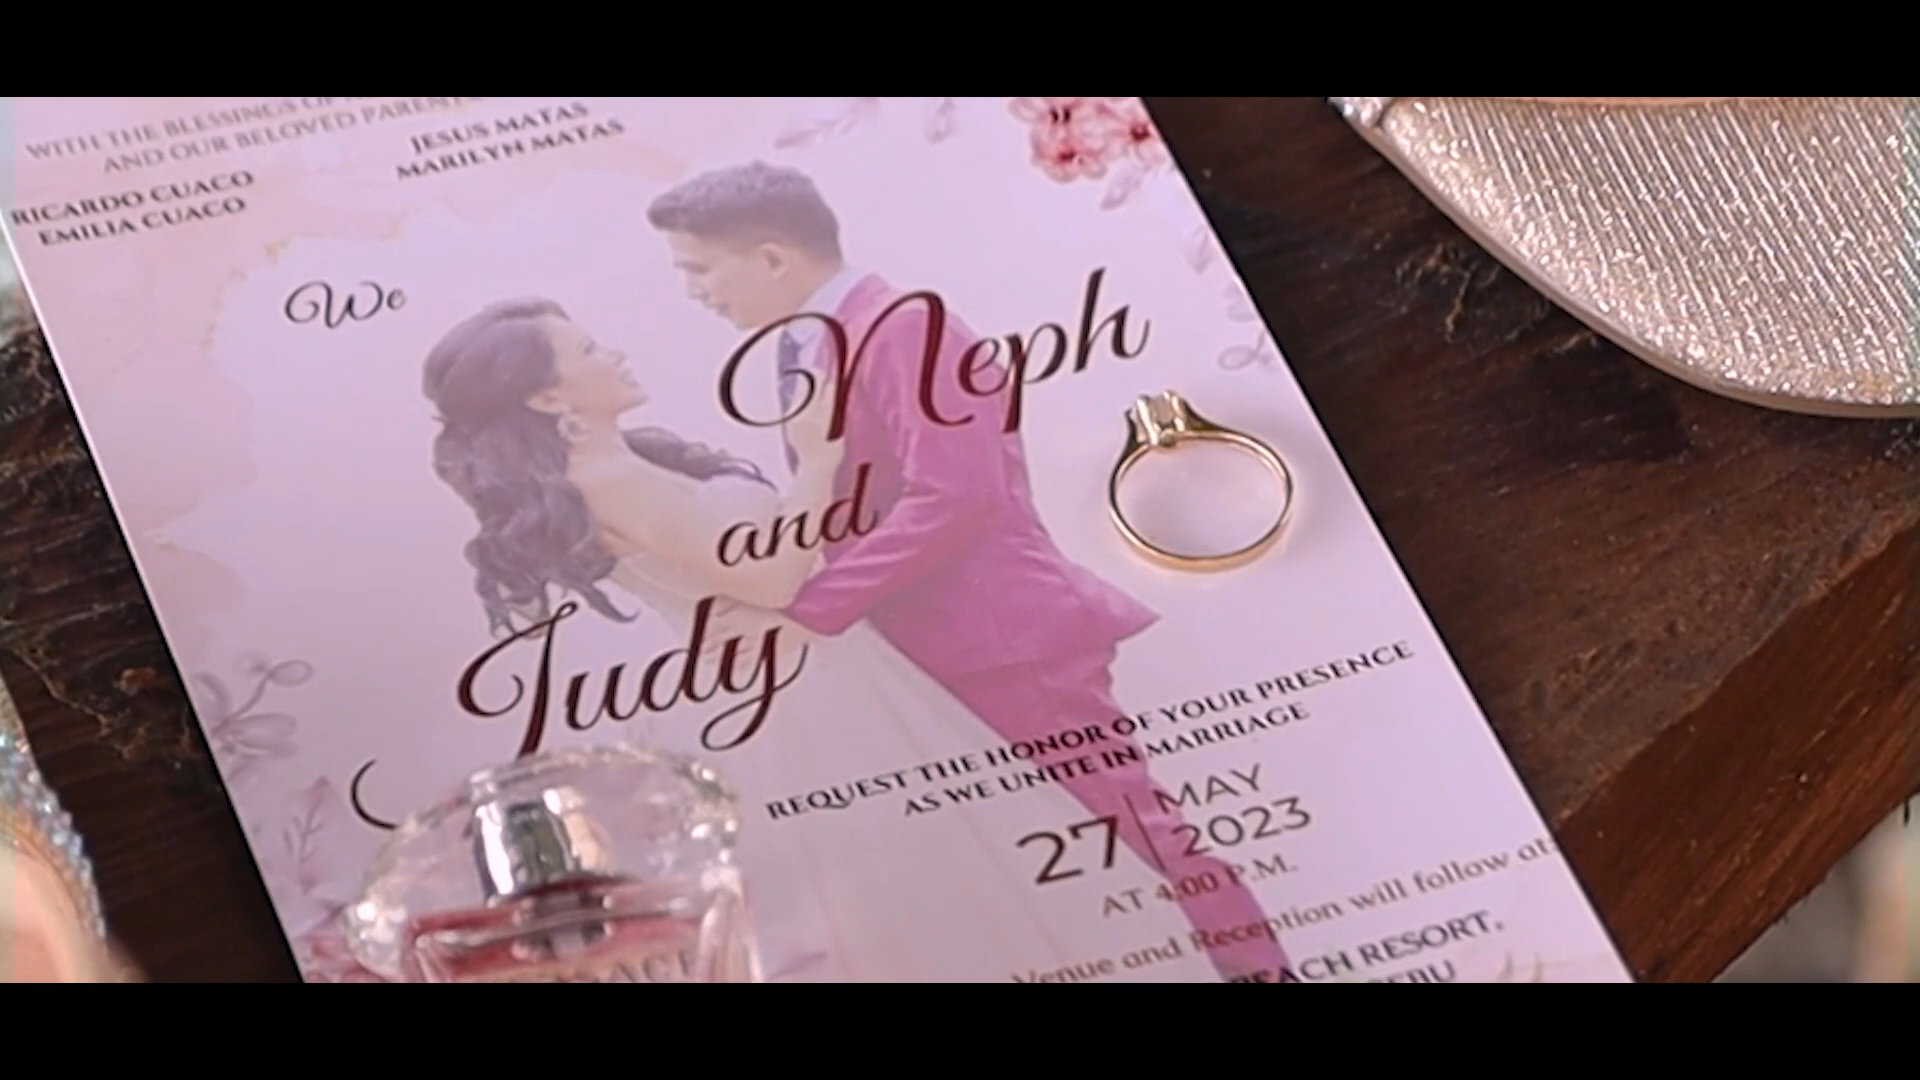 WITH THE BLESSINGS OF
AND OUR BELOVED PARENTS
RICARDO CUACO
EMILIA CUACO
JESUS MATAS
MARILYN MATAS
We
Neph
and
Judy
REQUEST THE HONOR OF YOUR PRESENCE
AS WE UNITE IN MARRIAGE
27
MAY
2023
AT 4:00 P.M.
Venue and Reception will follow at:
BEACH RESORT,
CEBU